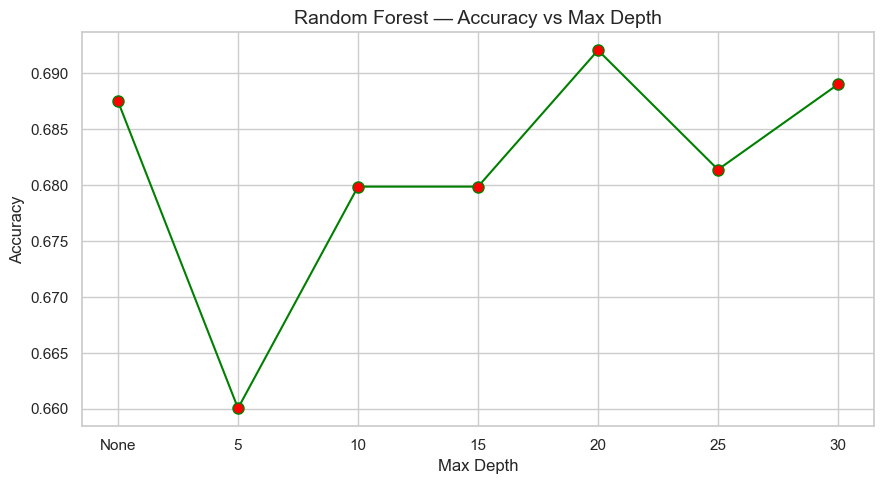 Random Forest — Accuracy vs Max Depth
Accuracy
0.690
0.685
0.680
0.675
0.670
0.665
0.660
None 5 10 15 20 25 30
Max Depth